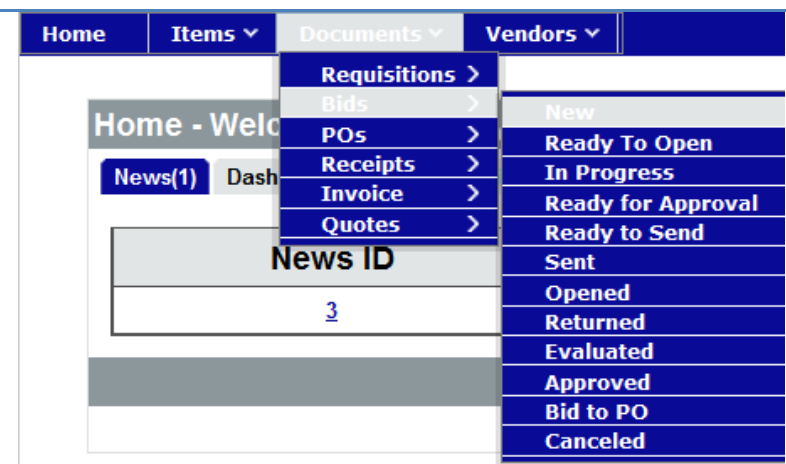 Home Items Documents Vendors
Requisitions
Bids
POs
Receipts
Invoice
Quotes
New
Ready To Open
In Progress
Ready for Approval
Ready to Send
Sent
Opened
Returned
Evaluated
Approved
Bid to PO
Canceled
Home - Welc
News(1) Dash
News ID
3